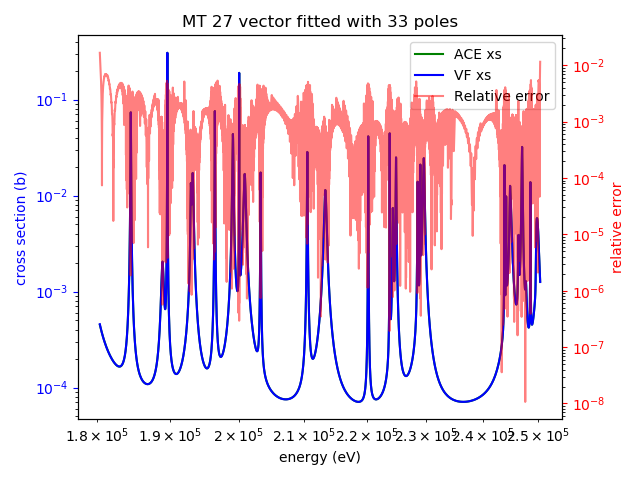 MT 27 vector fitted with 33 poles
ACE xs
VF xs
Relative error
cross section (b)
10⁻¹
10⁻²
10⁻³
10⁻⁴
10⁻²
10⁻³
10⁻⁴
10⁻⁵
10⁻⁶
10⁻⁷
10⁻⁸
relative error
1.8 × 10⁵ 1.9 × 10⁵ 2 × 10⁵ 2.1 × 10⁵ 2.2 × 10⁵ 2.3 × 10⁵ 2.4 × 10⁵ 2.5 × 10⁵
energy (eV)